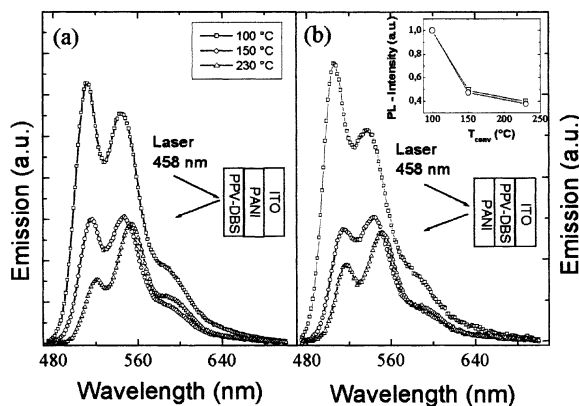 (a)
100 °C
150 °C
230 °C
Laser
458 nm
PPV-DBS
PANI
ITO
Emission (a.u.)
480 560 640
Wavelength (nm)
(b)
PL - Intensity (a.u.)
1,0
0,8
0,6
0,4
100 150 200
T conv (°C)
Laser
458 nm
PANI
PPV-DBS
ITO
Emission (a.u.)
480 560 640
Wavelength (nm)